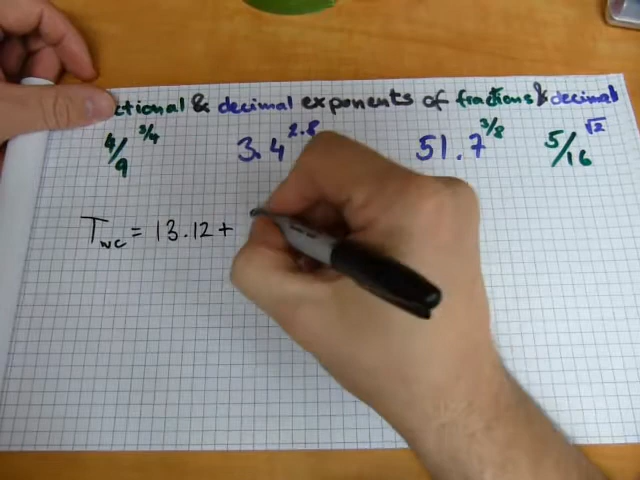 ctional & decimal exponents of fractions & decimal
4/9^3/4 3.4^2.8 51.7^3/8 5/16^√2
T_wc = 13.12 +